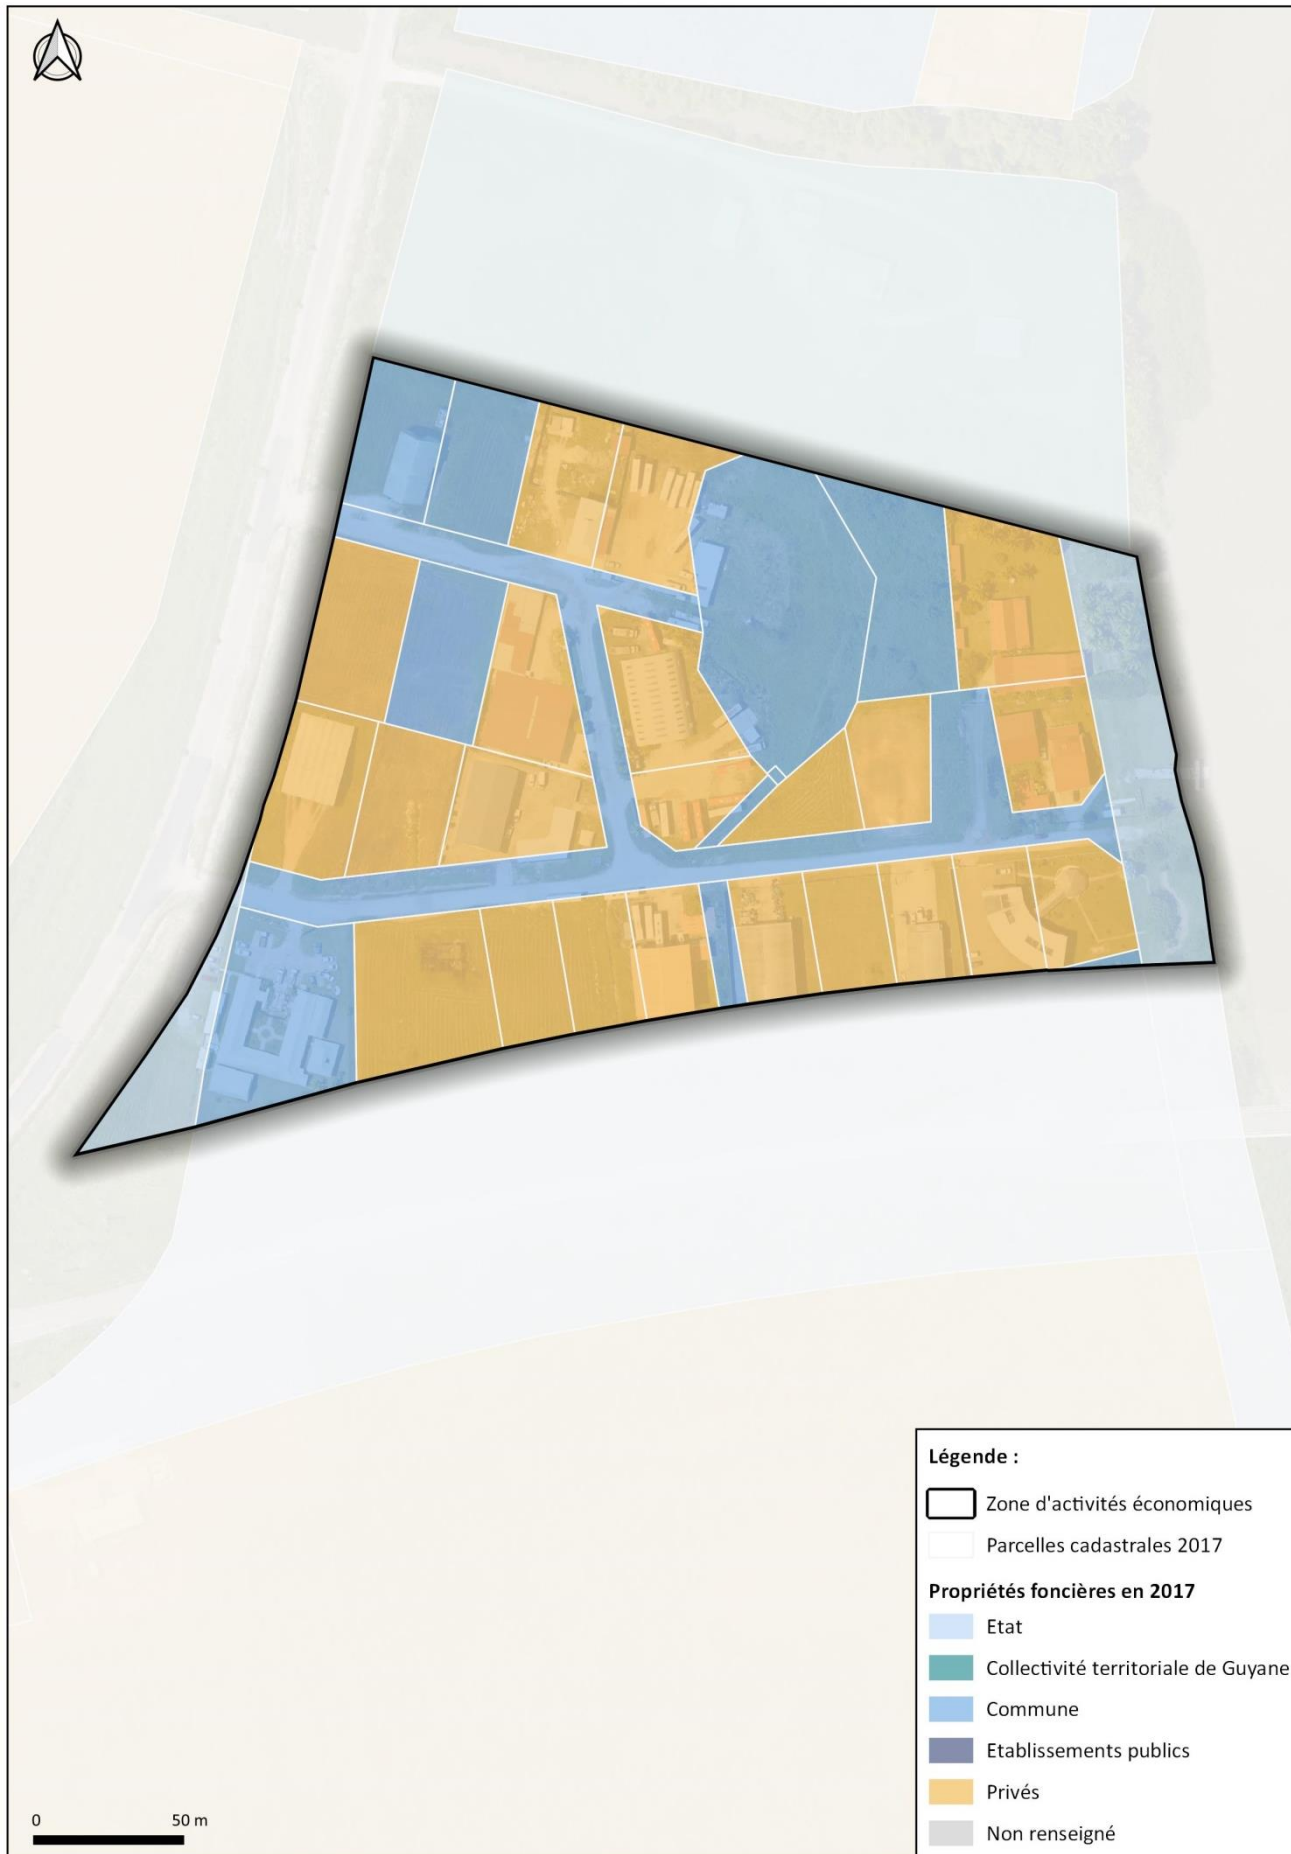 Légende :
Zone d'activités économiques
Parcelles cadastrales 2017
Propriétés foncières en 2017
Etat
Collectivité territoriale de Guyane
Commune
Etablissements publics
Privés
Non renseigné
0 50 m